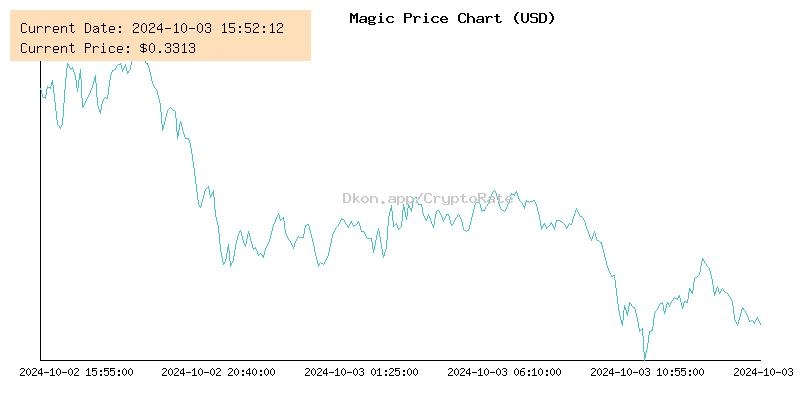 Magic Price Chart (USD)
Current Date: 2024-10-03 15:52:12
Current Price: $0.3313
Dkon.app/CryptoRate
2024-10-02 15:55:00
2024-10-02 20:40:00
2024-10-03 01:25:00
2024-10-03 06:10:00
2024-10-03 10:55:00
2024-10-03